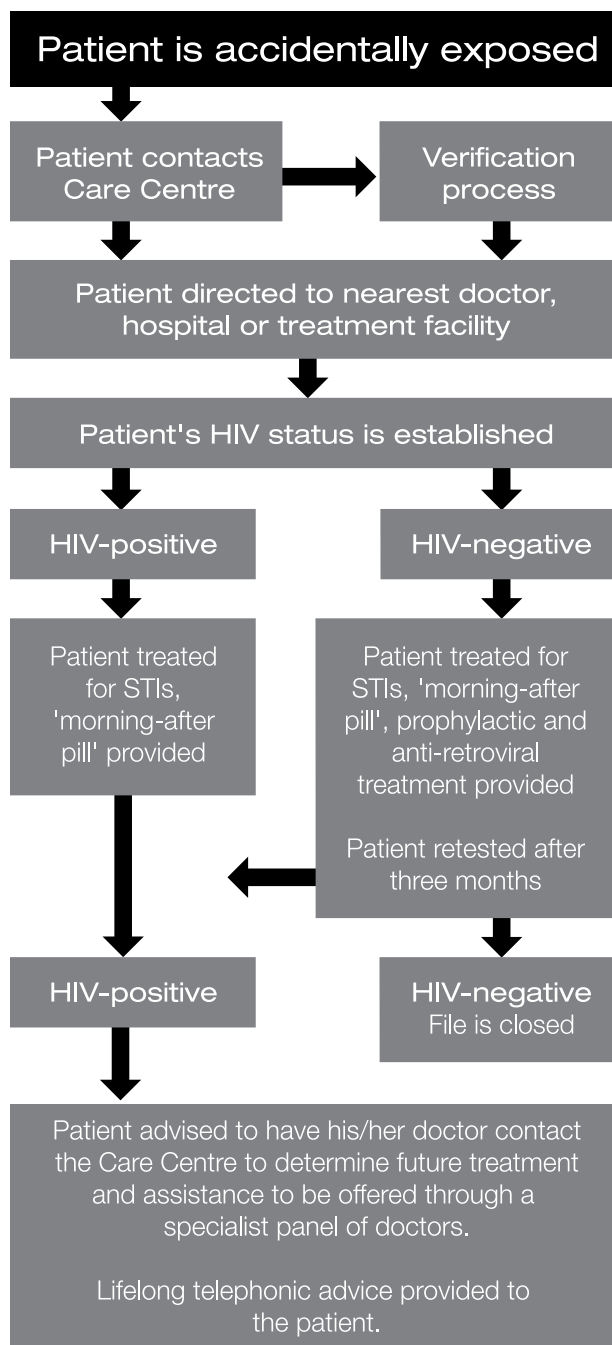 Patient is accidentally exposed
Patient contacts
Care Centre
Verification
process
Patient directed to nearest doctor,
hospital or treatment facility
Patient's HIV status is established
HIV-positive
HIV-negative
Patient treated
for STIs,
'morning-after
pill' provided
Patient treated for
STIs, 'morning-after
pill', prophylactic and
anti-retroviral
treatment provided
Patient retested after
three months
HIV-positive
HIV-negative
File is closed
Patient advised to have his/her doctor contact
the Care Centre to determine future treatment
and assistance to be offered through a
specialist panel of doctors.
Lifelong telephonic advice provided to
the patient.